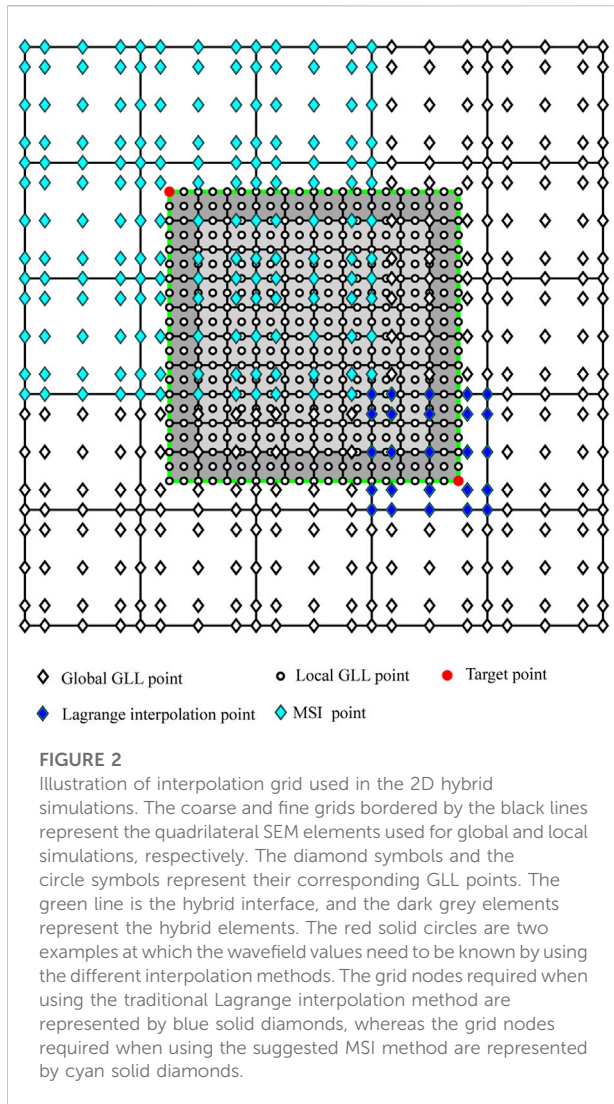 Global GLL point
Local GLL point
Target point
Lagrange interpolation point
MSI point
FIGURE 2
Illustration of interpolation grid used in the 2D hybrid
simulations. The coarse and fine grids bordered by the black lines
represent the quadrilateral SEM elements used for global and local
simulations, respectively. The diamond symbols and the
circle symbols represent their corresponding GLL points. The
green line is the hybrid interface, and the dark grey elements
represent the hybrid elements. The red solid circles are two
examples at which the wavefield values need to be known by using
the different interpolation methods. The grid nodes required when
using the traditional Lagrange interpolation method are
represented by blue solid diamonds, whereas the grid nodes
required when using the suggested MSI method are represented
by cyan solid diamonds.